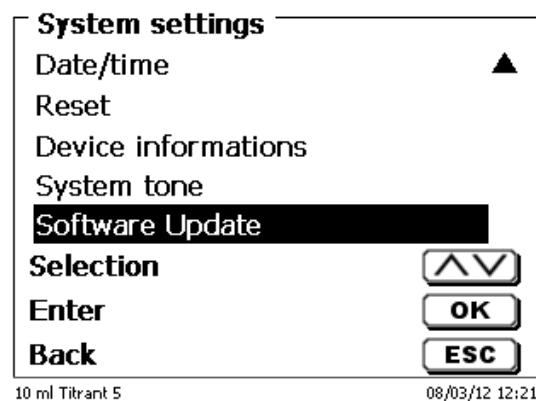 System settings
Date/time
Reset
Device informations
System tone
Software Update
Selection
Enter OK
Back ESC
10 ml Titrant 5 08/03/12 12:21